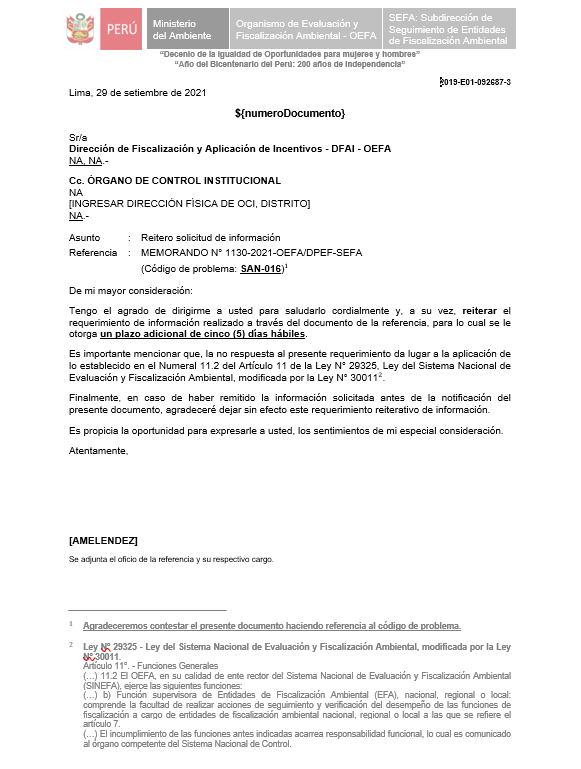 PERÚ
Ministerio
del Ambiente
Organismo de Evaluación y
Fiscalización Ambiental - OEFA
SEFA: Subdirección de
Seguimiento de Entidades
de Fiscalización Ambiental
“Decenio de la Igualdad de Oportunidades para mujeres y hombres”
“Año del Bicentenario del Perú: 200 años de Independencia”
2019-E01-092687-3
Lima, 29 de setiembre de 2021
${numeroDocumento}
Sr/a
Dirección de Fiscalización y Aplicación de Incentivos - DFAI - OEFA
NA, NA.-
Cc. ÓRGANO DE CONTROL INSTITUCIONAL
NA
[INGRESAR DIRECCIÓN FÍSICA DE OCI, DISTRITO]
NA.-
Asunto : Reitero solicitud de información
Referencia : MEMORANDO N° 1130-2021-OEFA/DPEF-SEFA
(Código de problema: SAN-016)¹
De mi mayor consideración:
Tengo el agrado de dirigirme a usted para saludarlo cordialmente y, a su vez, reiterar el
requerimiento de información realizado a través del documento de la referencia, para lo cual se le
otorga un plazo adicional de cinco (5) días hábiles.
Es importante mencionar que, la no respuesta al presente requerimiento da lugar a la aplicación de
lo establecido en el Numeral 11.2 del Artículo 11 de la Ley N° 29325, Ley del Sistema Nacional de
Evaluación y Fiscalización Ambiental, modificada por la Ley N° 30011².
Finalmente, en caso de haber remitido la información solicitada antes de la notificación del
presente documento, agradeceré dejar sin efecto este requerimiento reiterativo de información.
Es propicia la oportunidad para expresarle a usted, los sentimientos de mi especial consideración.
Atentamente,
[AMELENDEZ]
Se adjunta el oficio de la referencia y su respectivo cargo.
1 Agradeceremos contestar el presente documento haciendo referencia al código de problema.
2 Ley N° 29325 - Ley del Sistema Nacional de Evaluación y Fiscalización Ambiental, modificada por la Ley
N° 30011.
Artículo 11°. - Funciones Generales
(...) 11.2 El OEFA, en su calidad de ente rector del Sistema Nacional de Evaluación y Fiscalización Ambiental
(SINEFA), ejerce las siguientes funciones:
(...) b) Función supervisora de Entidades de Fiscalización Ambiental (EFA), nacional, regional o local:
comprende la facultad de realizar acciones de seguimiento y verificación del desempeño de las funciones de
fiscalización a cargo de entidades de fiscalización ambiental nacional, regional o local a las que se refiere el
artículo 7.
(...) El incumplimiento de las funciones antes indicadas acarrea responsabilidad funcional, lo cual es comunicado
al órgano competente del Sistema Nacional de Control.